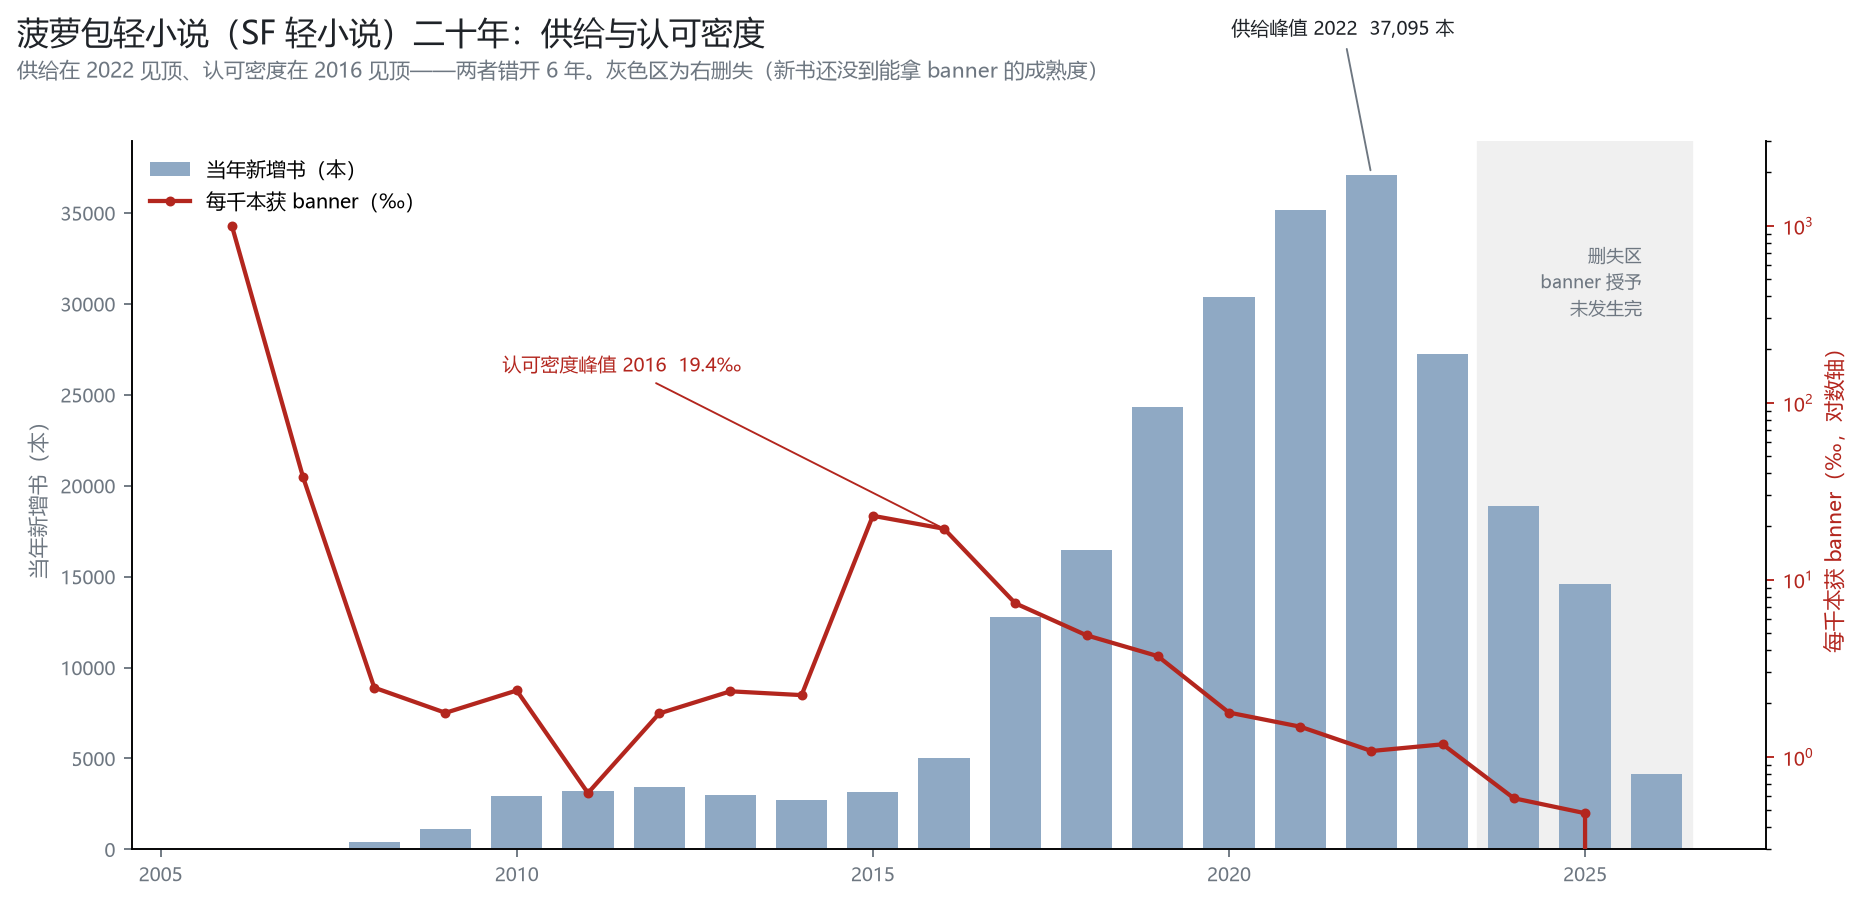 菠萝包轻小说（SF 轻小说）二十年：供给与认可密度
供给在 2022 见顶、认可密度在 2016 见顶——两者错开 6 年。灰色区为右删失（新书还没到能拿 banner 的成熟度）
供给峰值 2022  37,095 本
当年新增书（本）
每千本获 banner（‰）
认可密度峰值 2016  19.4‰
删失区
banner 授予
未发生完
当年新增书（本）
35000
30000
25000
20000
15000
10000
5000
0
每千本获 banner（‰，对数轴）
10³
10²
10¹
10⁰
2005
2010
2015
2020
2025